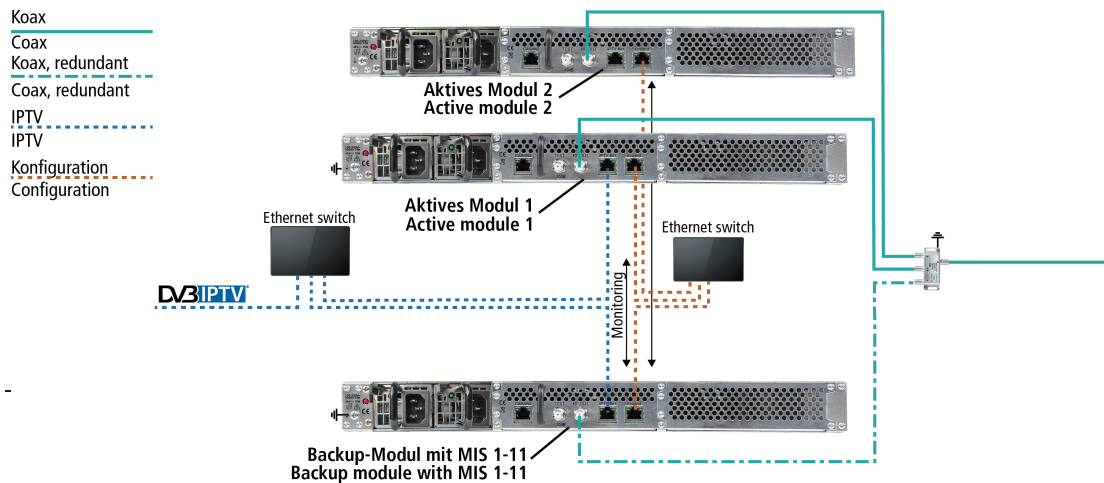 Koax
Coax
Koax, redundant
Coax, redundant
IPTV
IPTV
Konfiguration
Configuration
Aktives Modul 2
Active module 2
Aktives Modul 1
Active module 1
Ethernet switch
Ethernet switch
DVB IPTV
Monitoring
-
Backup-Modul mit MIS 1-11
Backup module with MIS 1-11